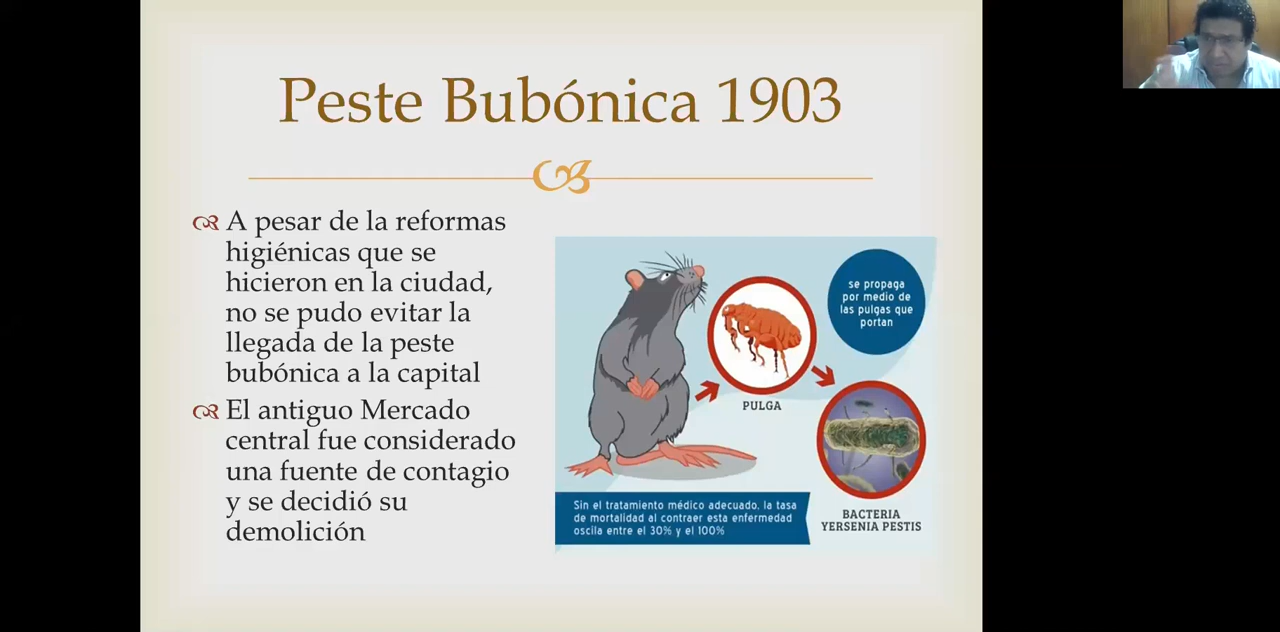 Peste Bubónica 1903
A pesar de la reformas
higiénicas que se
hicieron en la ciudad,
no se pudo evitar la
llegada de la peste
bubónica a la capital
El antiguo Mercado
central fue considerado
una fuente de contagio
y se decidió su
demolición
se propaga
por medio de
las pulgas que
portan
PULGA
BACTERIA
YERSENIA PESTIS
Sin el tratamiento médico adecuado, la tasa
de mortalidad al contraer esta enfermedad
oscila entre el 30% y el 100%